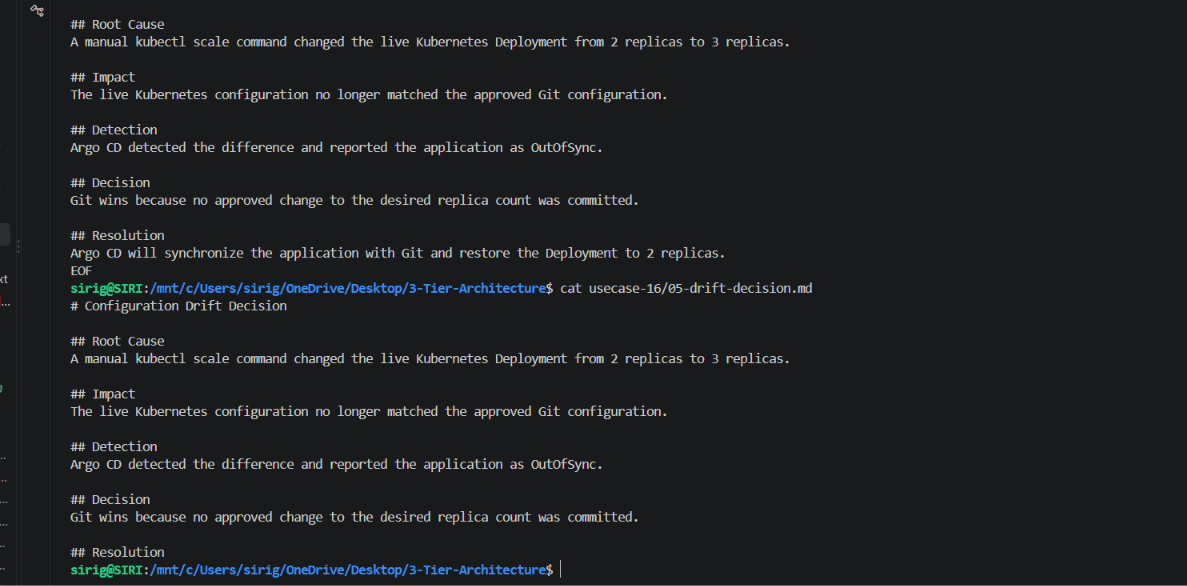 ## Root Cause
A manual kubectl scale command changed the live Kubernetes Deployment from 2 replicas to 3 replicas.
## Impact
The live Kubernetes configuration no longer matched the approved Git configuration.
## Detection
Argo CD detected the difference and reported the application as OutOfSync.
## Decision
Git wins because no approved change to the desired replica count was committed.
## Resolution
Argo CD will synchronize the application with Git and restore the Deployment to 2 replicas.
EOF
xt
sirig@SIRI:/mnt/c/Users/sirig/OneDrive/Desktop/3-Tier-Architecture$ cat usecase-16/05-drift-decision.md
# Configuration Drift Decision
## Root Cause
A manual kubectl scale command changed the live Kubernetes Deployment from 2 replicas to 3 replicas.
## Impact
The live Kubernetes configuration no longer matched the approved Git configuration.
## Detection
Argo CD detected the difference and reported the application as OutOfSync.
## Decision
Git wins because no approved change to the desired replica count was committed.
## Resolution
sirig@SIRI:/mnt/c/Users/sirig/OneDrive/Desktop/3-Tier-Architecture$